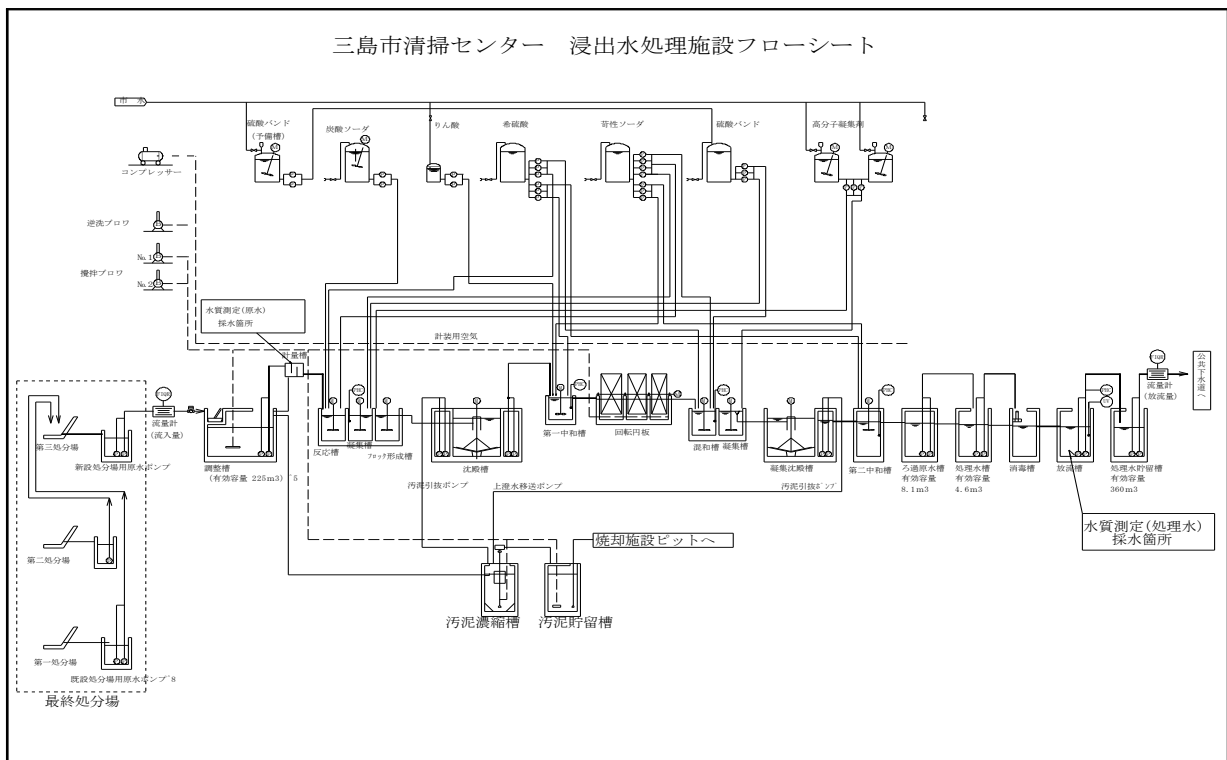 三島市清掃センター　浸出水処理施設フローシート
市 水
硫酸バンド
(予備槽)
炭酸ソーダ
りん酸
希硫酸
苛性ソーダ
硫酸バンド
高分子凝集剤
M
M
M
M
コンプレッサー
逆洗ブロワ
No.1
攪拌ブロワ
No.2
水質測定(原水)
採水箇所
計装用空気
計量槽
公共下水道へ
流量計
(流入量)
流量計
(放流量)
第三処分場
新設処分場用原水ポンプ
調整槽
(有効容量 225m3)
反応槽
凝集槽
フロック形成槽
沈殿槽
第一中和槽
回転円板
混和槽
凝集槽
凝集沈殿槽
第二中和槽
ろ過原水槽
有効容量
8.1m3
処理水槽
有効容量
4.6m3
消毒槽
放流槽
処理水貯留槽
有効容量
360m3
汚泥引抜ポンプ
上澄水移送ポンプ
汚泥引抜ポンプ
水質測定(処理水)
採水箇所
焼却施設ピットへ
第二処分場
汚泥濃縮槽
汚泥貯留槽
第一処分場
既設処分場用原水ポンプ
最終処分場